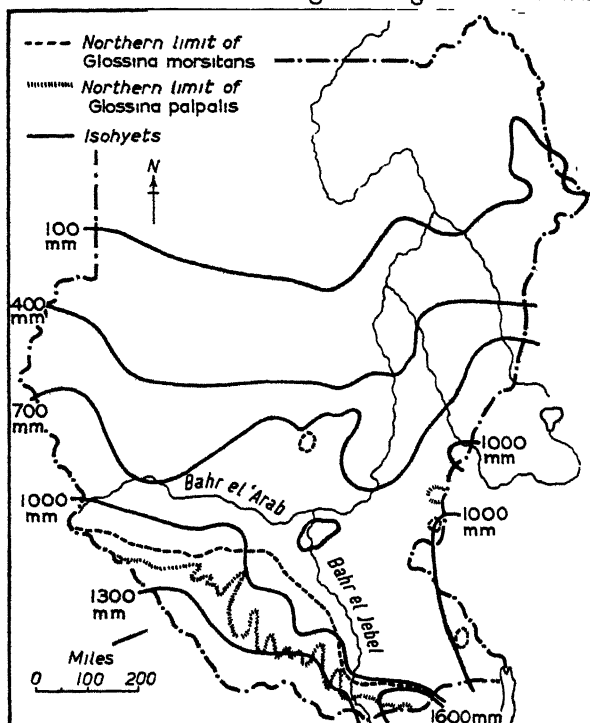 Northern limit of
Glossina morsitans
Northern limit of
Glossina palpalis
Isohyets
N
100
mm
400
mm
700
mm
1000
mm
Bahr el 'Arab
1000
mm
1000
mm
Bahr el Jebel
1300
mm
Miles
0 100 200
1600mm